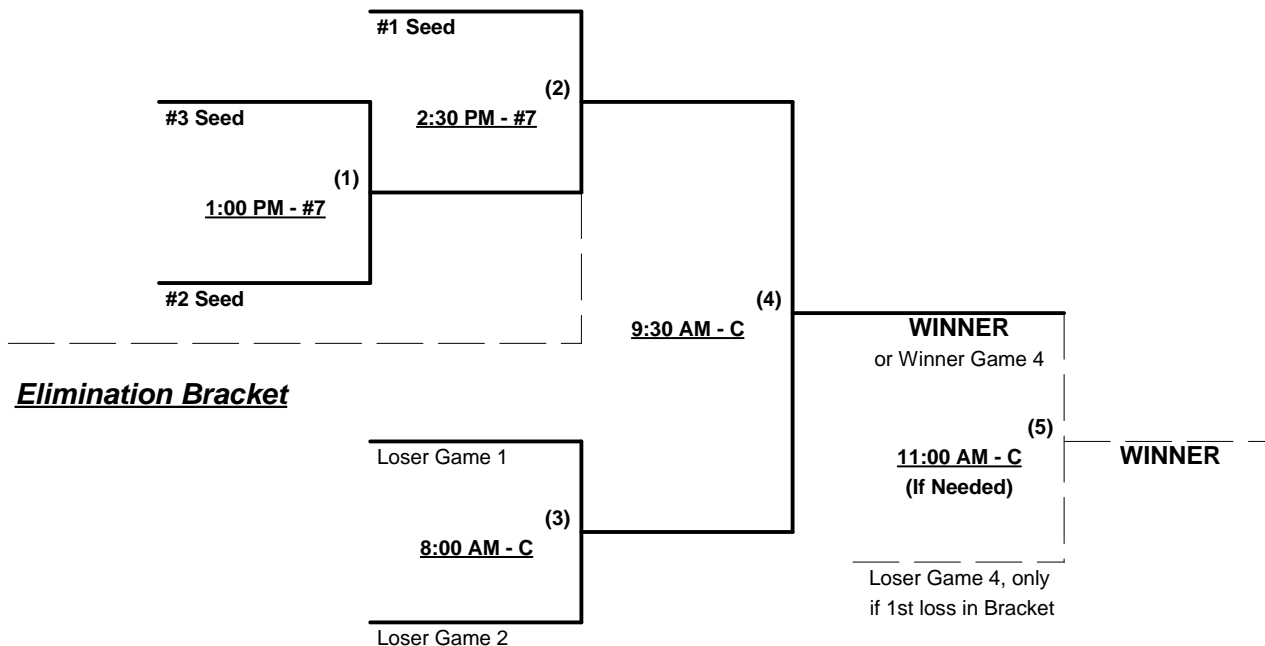 #1 Seed
(2)
2:30 PM - #7
#3 Seed
(1)
1:00 PM - #7
#2 Seed
(4)
9:30 AM - C
WINNER
or Winner Game 4
Elimination Bracket
Loser Game 1
(3)
8:00 AM - C
Loser Game 2
(5)
11:00 AM - C
(If Needed)
WINNER
Loser Game 4, only
if 1st loss in Bracket